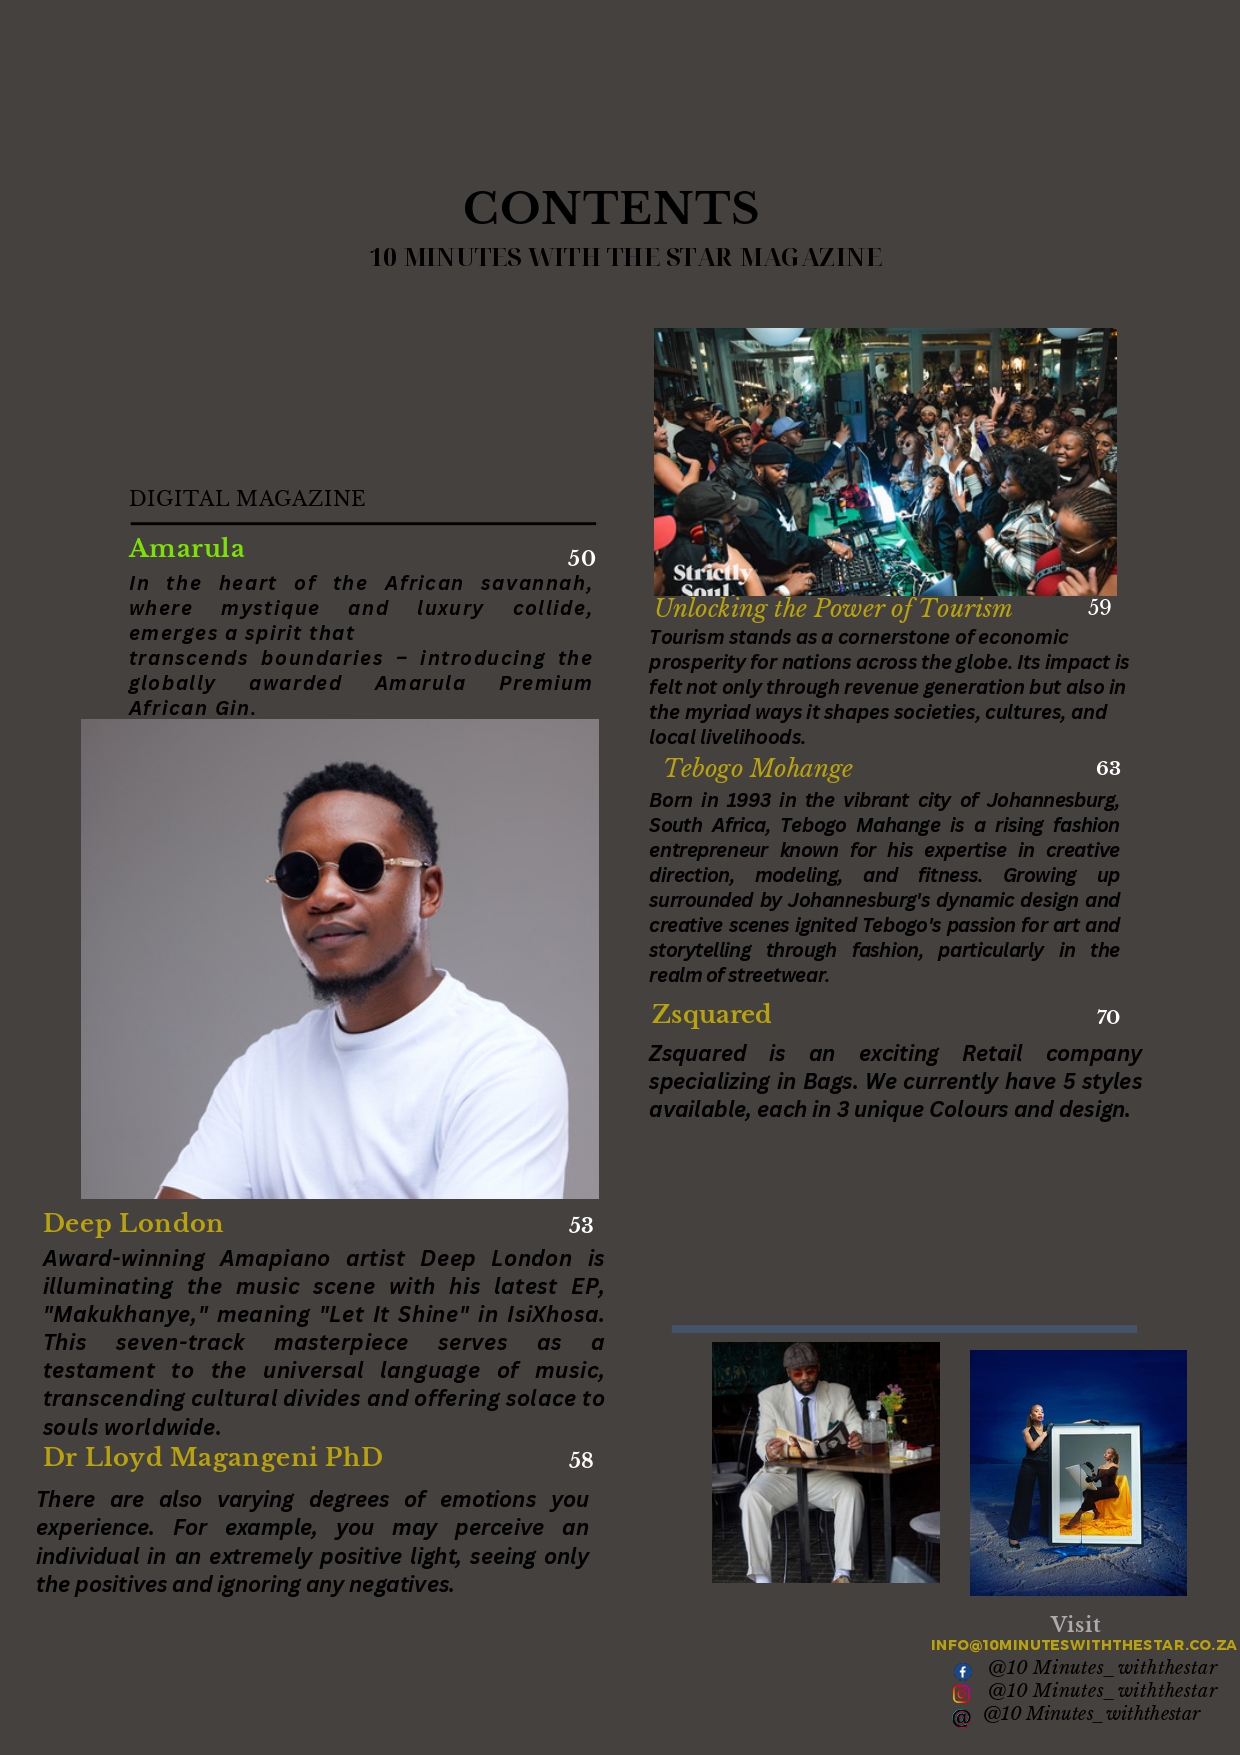 CONTENTS
10 MINUTES WITH THE STAR MAGAZINE
DIGITAL MAGAZINE
Amarula 50
In the heart of the African savannah,
where mystique and luxury collide,
emerges a spirit that
transcends boundaries – introducing the
globally awarded Amarula Premium
African Gin.
Deep London 53
Award-winning Amapiano artist Deep London is
illuminating the music scene with his latest EP,
"Makukhanye," meaning "Let It Shine" in IsiXhosa.
This seven-track masterpiece serves as a
testament to the universal language of music,
transcending cultural divides and offering solace to
souls worldwide.
Dr Lloyd Magangeni PhD 58
There are also varying degrees of emotions you
experience. For example, you may perceive an
individual in an extremely positive light, seeing only
the positives and ignoring any negatives.
Strictly
Soul
Unlocking the Power of Tourism 59
Tourism stands as a cornerstone of economic
prosperity for nations across the globe. Its impact is
felt not only through revenue generation but also in
the myriad ways it shapes societies, cultures, and
local livelihoods.
Tebogo Mohange 63
Born in 1993 in the vibrant city of Johannesburg,
South Africa, Tebogo Mahange is a rising fashion
entrepreneur known for his expertise in creative
direction, modeling, and fitness. Growing up
surrounded by Johannesburg's dynamic design and
creative scenes ignited Tebogo's passion for art and
storytelling through fashion, particularly in the
realm of streetwear.
Zsquared 70
Zsquared is an exciting Retail company
specializing in Bags. We currently have 5 styles
available, each in 3 unique Colours and design.
Visit
INFO@10MINUTESWITHTHESTAR.CO.ZA
@10 Minutes_withthestar
@10 Minutes_withthestar
@10 Minutes_withthestar